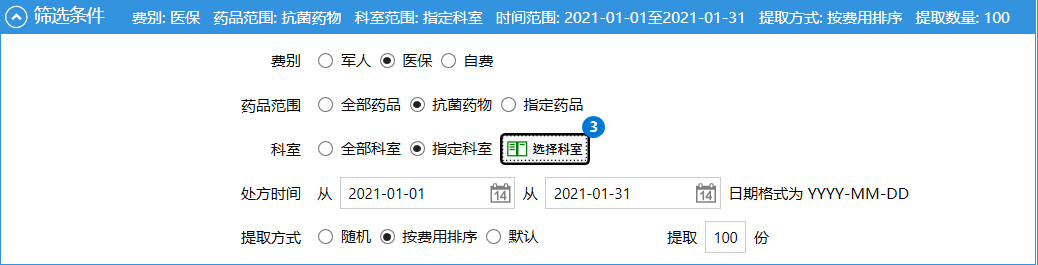 筛选条件 费别: 医保 药品范围: 抗菌药物 科室范围: 指定科室 时间范围: 2021-01-01至2021-01-31 提取方式: 按费用排序 提取数量: 100
费别 军人 医保 自费
药品范围 全部药品 抗菌药物 指定药品
3
科室 全部科室 指定科室 选择科室
处方时间 从 2021-01-01 14 从 2021-01-31 14 日期格式为 YYYY-MM-DD
提取方式 随机 按费用排序 默认 提取 100 份